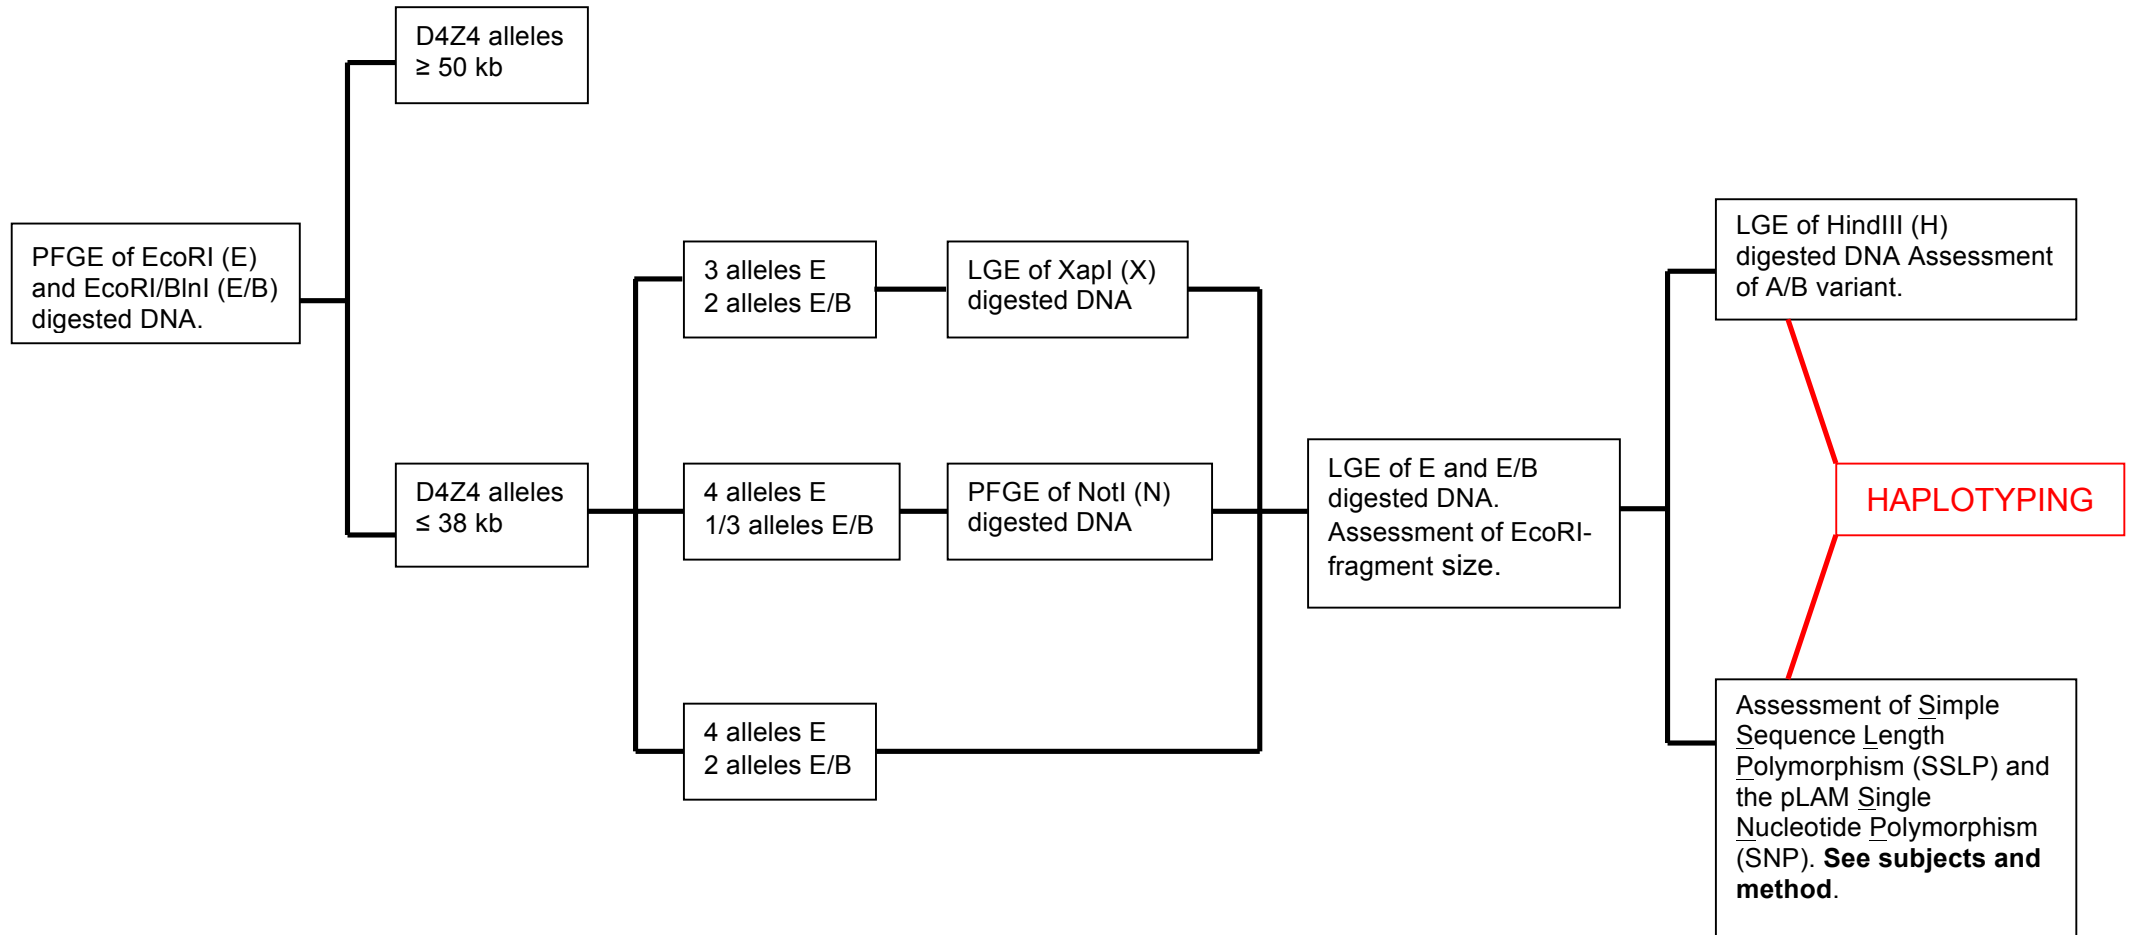 D4Z4 alleles
≥ 50 kb
PFGE of EcoRI (E)
and EcoRI/BlnI (E/B)
digested DNA.
D4Z4 alleles
≤ 38 kb
3 alleles E
2 alleles E/B
LGE of XapI (X)
digested DNA
4 alleles E
1/3 alleles E/B
PFGE of NotI (N)
digested DNA
4 alleles E
2 alleles E/B
LGE of E and E/B
digested DNA.
Assessment of EcoRI-
fragment size.
LGE of HindIII (H)
digested DNA Assessment
of A/B variant.
HAPLOTYPING
Assessment of Simple
Sequence Length
Polymorphism (SSLP) and
the pLAM Single
Nucleotide Polymorphism
(SNP). See subjects and
method.